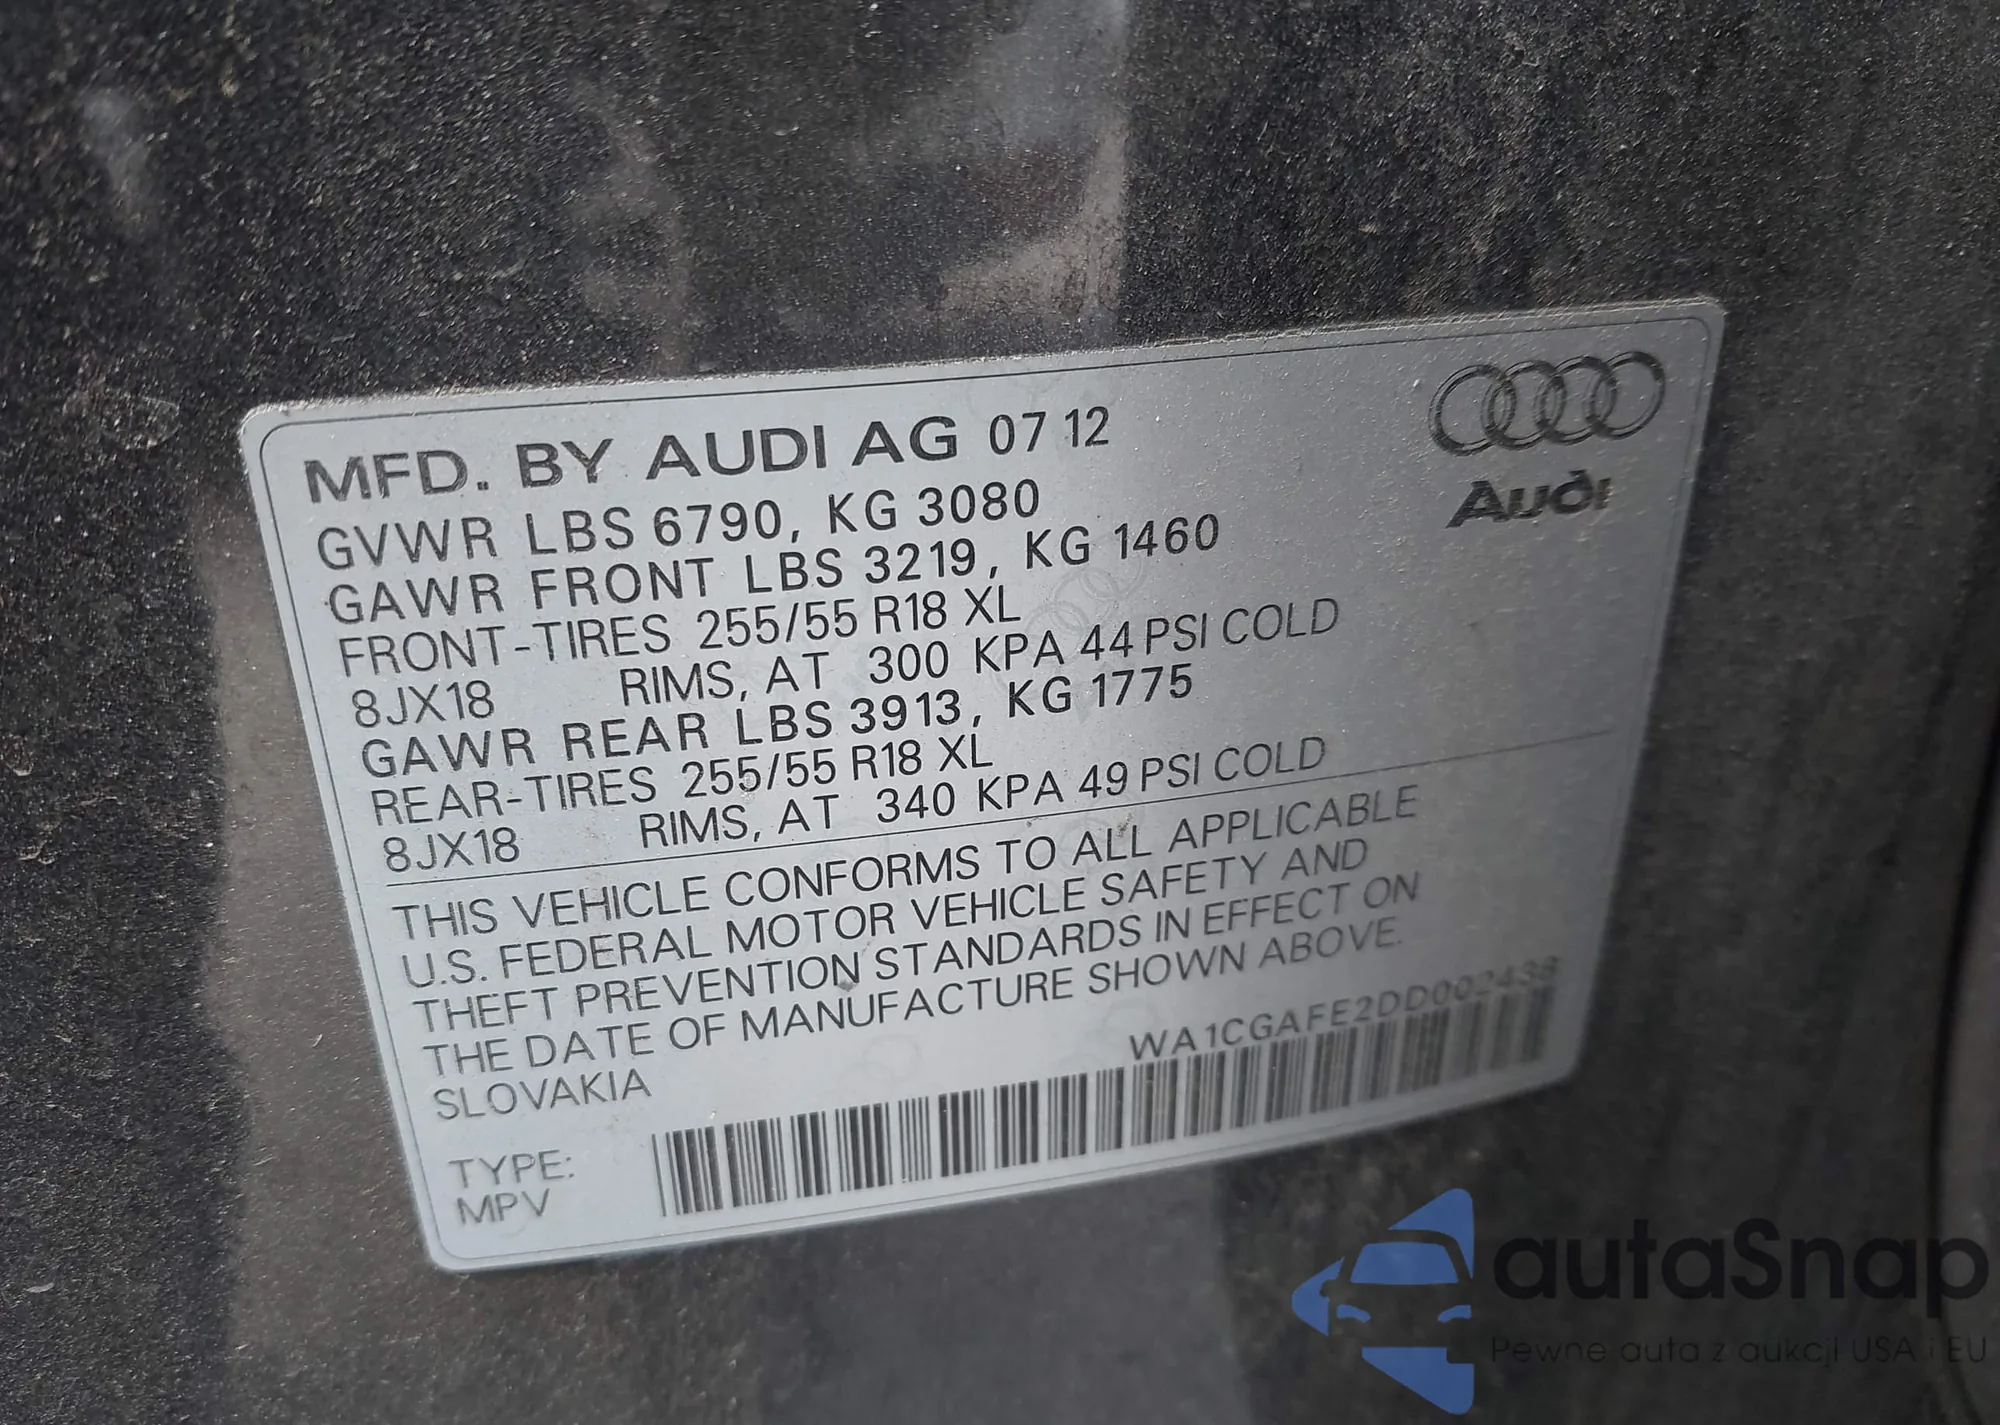 MFD. BY AUDI AG 07 12
GVWR LBS 6790, KG 3080
GAWR FRONT LBS 3219, KG 1460
FRONT-TIRES 255/55 R18 XL
8JX18 RIMS, AT 300 KPA 44 PSI COLD
GAWR REAR LBS 3913, KG 1775
REAR-TIRES 255/55 R18 XL
8JX18 RIMS, AT 340 KPA 49 PSI COLD
Audi
THIS VEHICLE CONFORMS TO ALL APPLICABLE
U.S. FEDERAL MOTOR VEHICLE SAFETY AND
THEFT PREVENTION STANDARDS IN EFFECT ON
THE DATE OF MANUFACTURE SHOWN ABOVE.
SLOVAKIA
WA1CGAFE2DD002438
TYPE:
MPV
autaSnap
Pewne auta z aukcji USA i EU